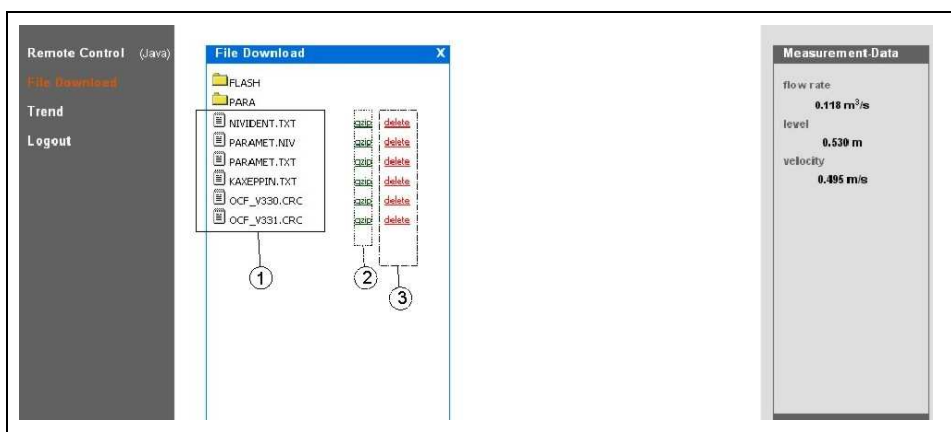 Remote Control (Java)
File Download
Trend
Logout
File Download X
FLASH
PARA
NIVIDENT.TXT gzip delete
PARAMET.NIV gzip delete
PARAMET.TXT gzip delete
KAXEPPIN.TXT gzip delete
OCF_V330.CRC gzip delete
OCF_V331.CRC gzip delete
1 2 3
Measurement-Data
flow rate
0.118 m³/s
level
0.530 m
velocity
0.495 m/s